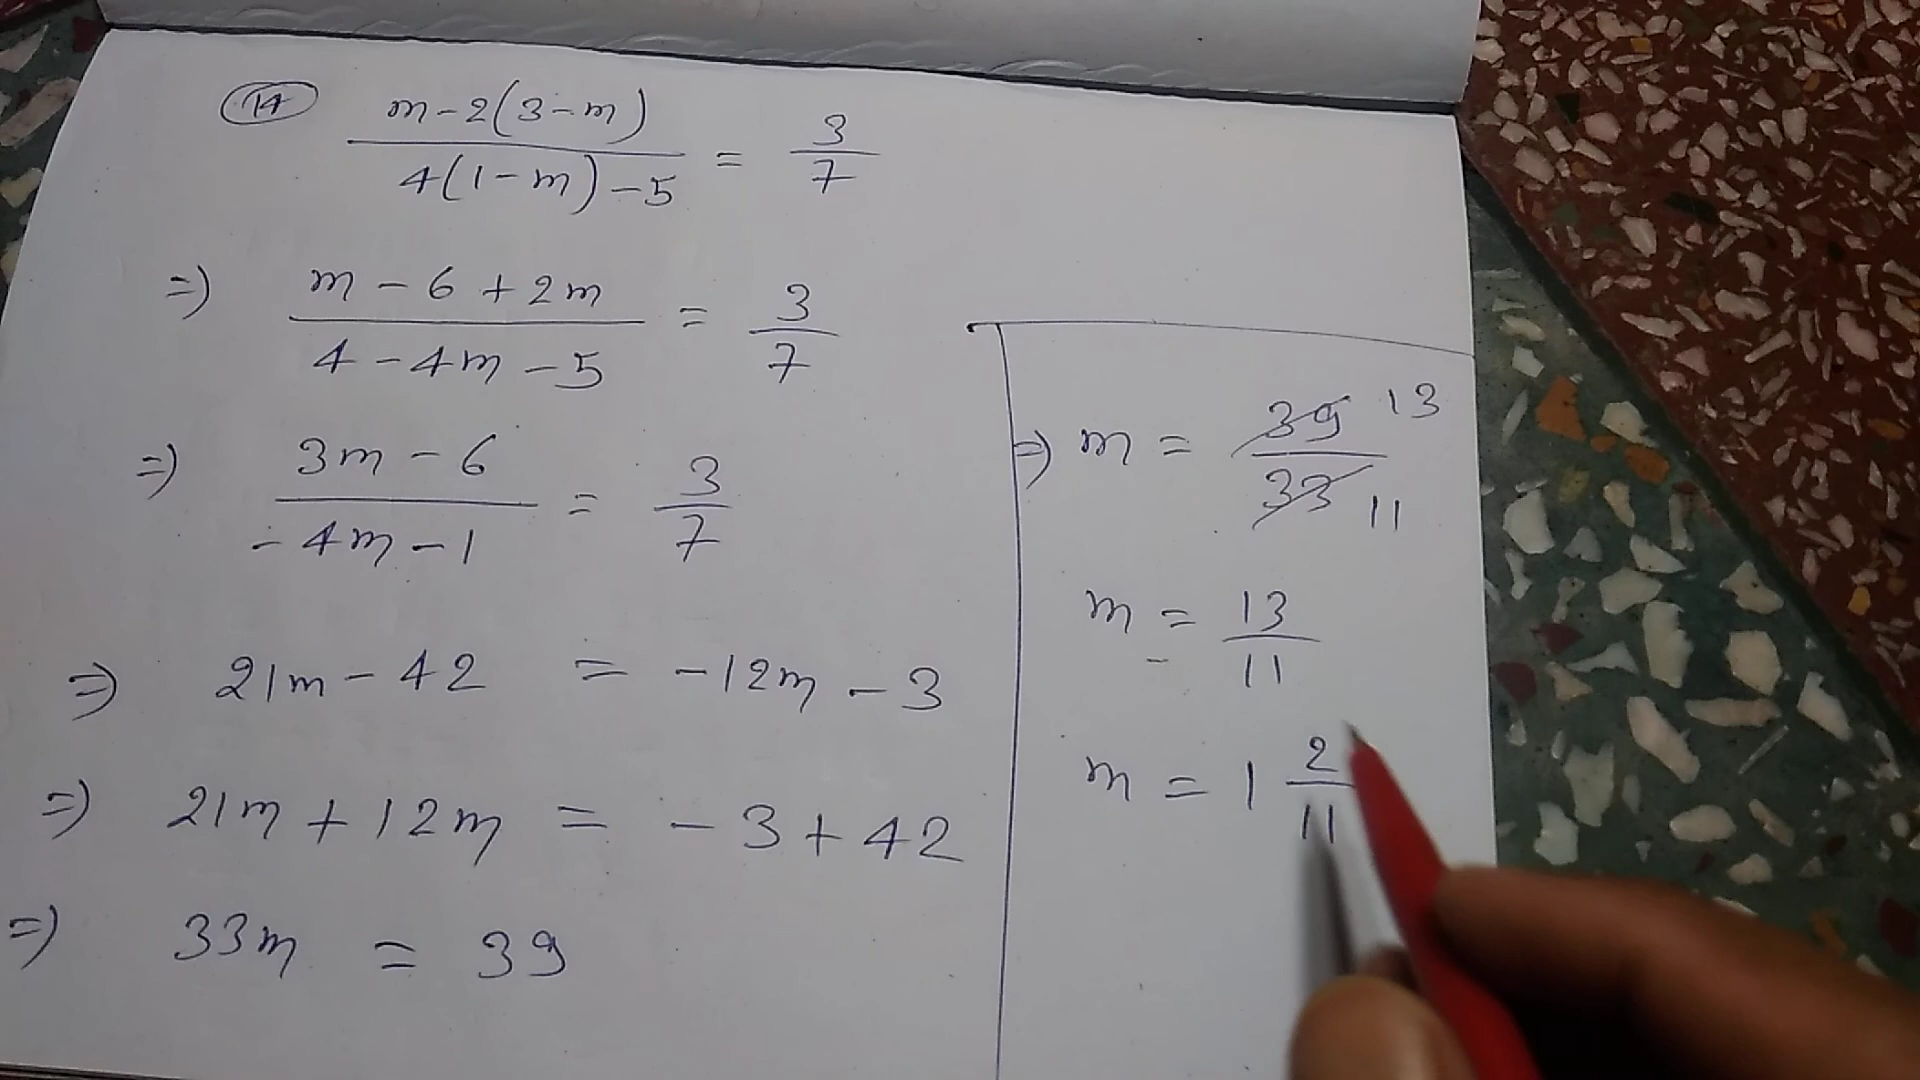 14 m-2(3-m) / 4(1-m)-5 = 3/7
=) m-6+2m / 4-4m-5 = 3/7
=) 3m-6 / -4m-1 = 3/7
=) 21m-42 = -12m-3
=) 21m+12m = -3+42
=) 33m = 39
=) m = 39/33 13 11
m = 13/11
m = 1 2/11